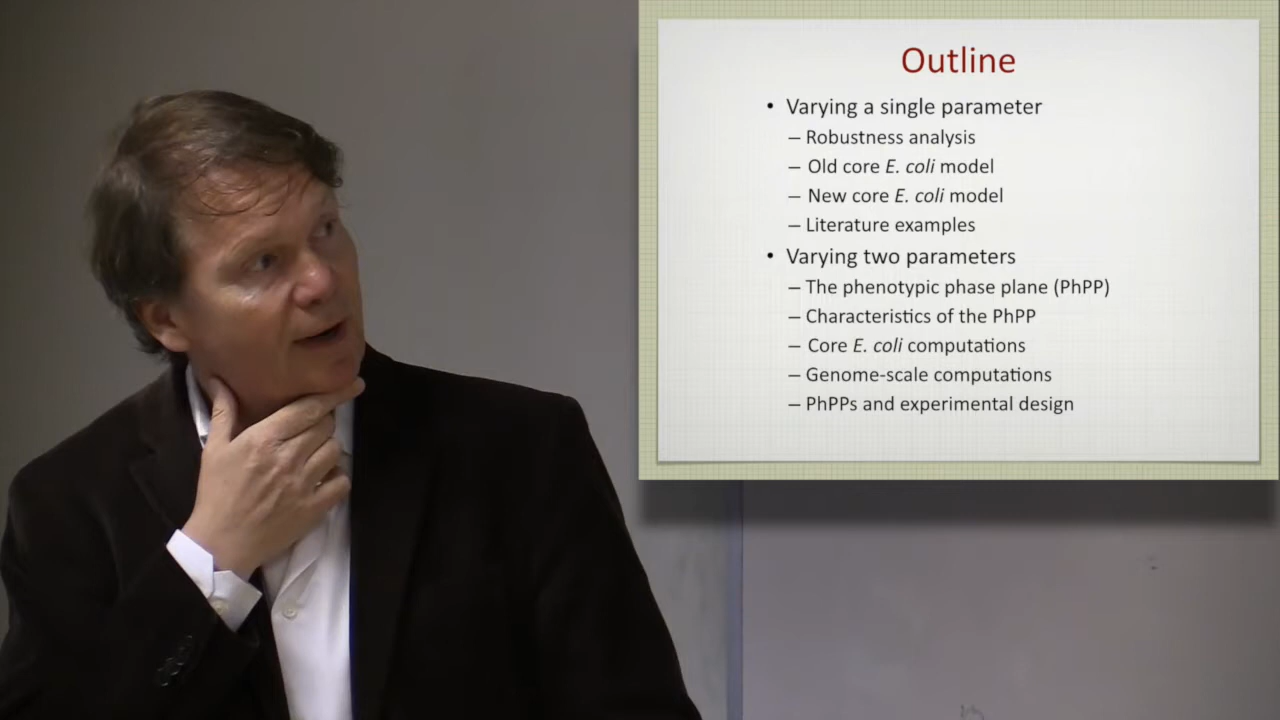 Outline
• Varying a single parameter
– Robustness analysis
– Old core E. coli model
– New core E. coli model
– Literature examples
• Varying two parameters
– The phenotypic phase plane (PhPP)
– Characteristics of the PhPP
– Core E. coli computations
– Genome-scale computations
– PhPPs and experimental design